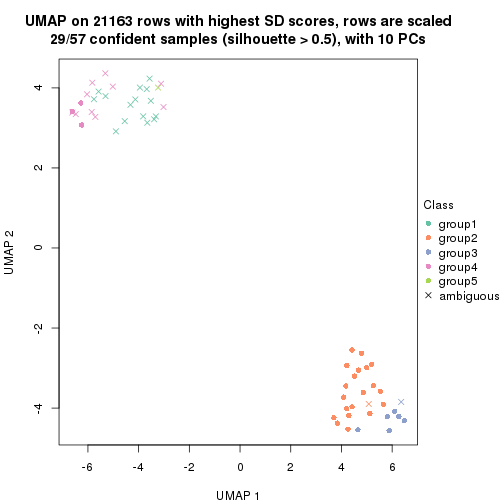 UMAP on 21163 rows with highest SD scores, rows are scaled
29/57 confident samples (silhouette > 0.5), with 10 PCs
4
2
0
-2
-4
UMAP 2
-6
-4
-2
0
2
4
6
UMAP 1
Class
group1
group2
group3
group4
group5
ambiguous